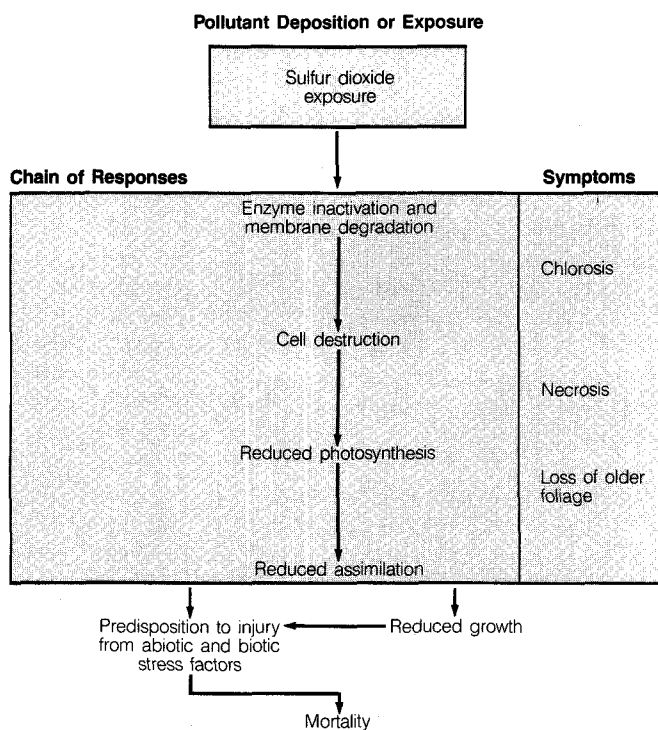 Pollutant Deposition or Exposure
Sulfur dioxide
exposure
Chain of Responses
Symptoms
Enzyme inactivation and
membrane degradation
Chlorosis
Cell destruction
Necrosis
Reduced photosynthesis
Loss of older
foliage
Reduced assimilation
Predisposition to injury
from abiotic and biotic
stress factors
Reduced growth
Mortality